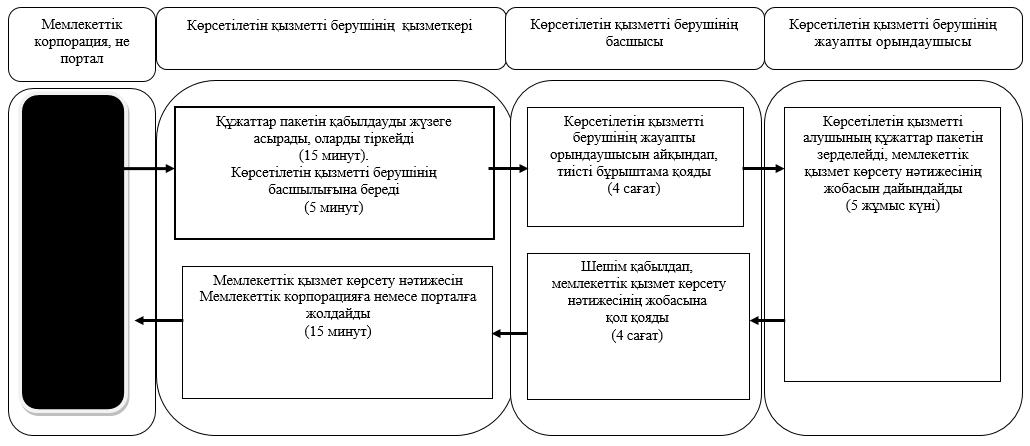 Мемлекеттік
корпорация, не
портал
Көрсетілетін қызметті берушінің қызметкері
Көрсетілетін қызметті берушінің
басшысы
Көрсетілетін қызметті берушінің
жауапты орындаушысы
Құжаттар пакетін қабылдауды жүзеге
асырады, оларды тіркейді
(15 минут).
Көрсетілетін қызметті берушінің
басшылығына береді
(5 минут)
Көрсетілетін қызметті
берушінің жауапты
орындаушысын айқындап,
тиісті бұрыштама қояды
(4 сағат)
Көрсетілетін қызметті
алушының құжаттар пакетін
зерделейді, мемлекеттік
қызмет көрсету нәтижесінің
жобасын дайындайды
(5 жұмыс күні)
Мемлекеттік қызмет көрсету нәтижесін
Мемлекеттік корпорацияға немесе порталға
жолдайды
(15 минут)
Шешім қабылдап,
мемлекеттік қызмет көрсету
нәтижесінің жобасына
қол қояды
(4 сағат)